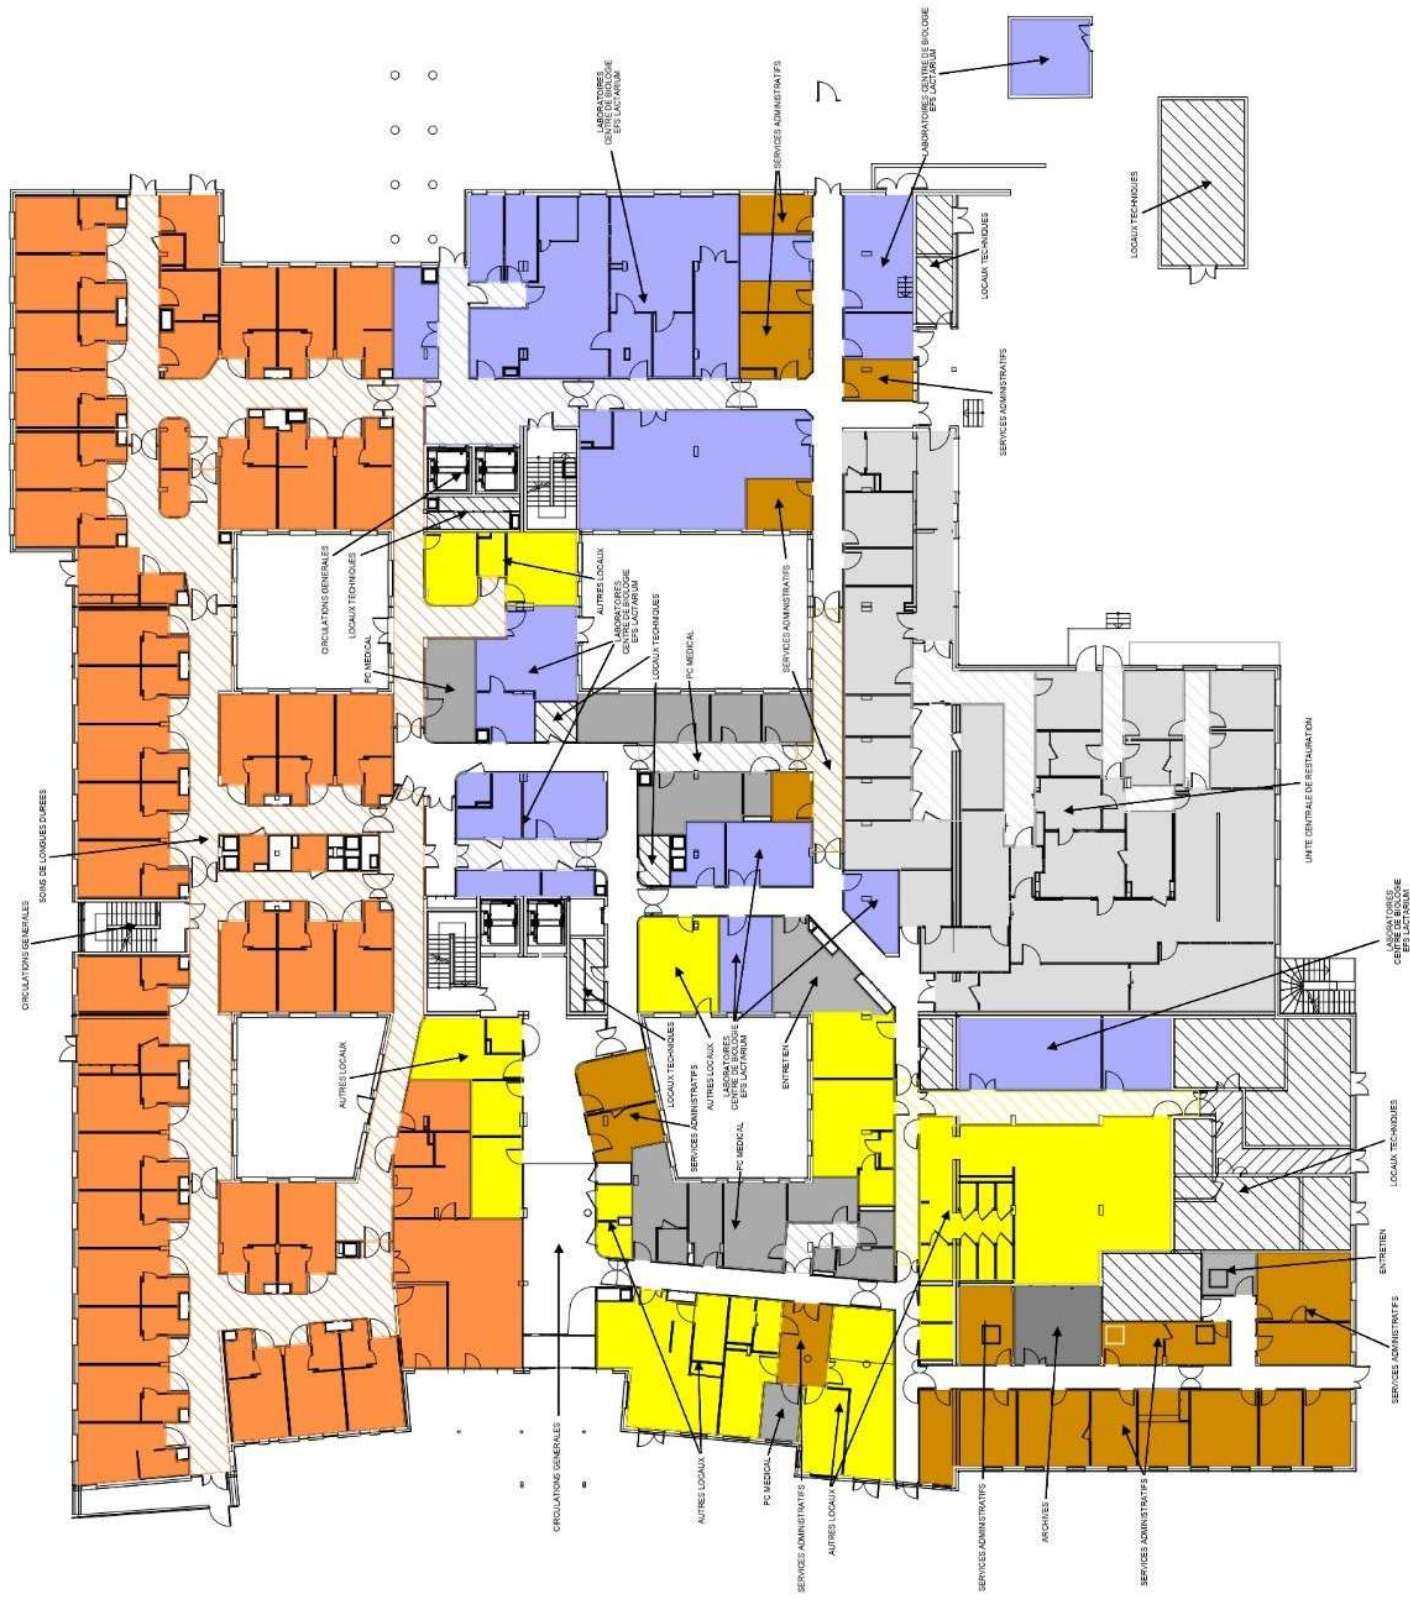 LABORATOIRES
CENTRE DE BIOLOGIE
EFS LACTARIUM
SERVICES ADMINISTRATIFS
LABORATOIRES CENTRE DE BIOLOGIE
EFS LACTARIUM
LOCAUX TECHNIQUES
LOCAUX TECHNIQUES
SERVICES ADMINISTRATIFS
CIRCULATIONS GENERALES
LOCAUX TECHNIQUES
PC MEDICAL
AUTRES LOCAUX
LABORATOIRES
CENTRE DE BIOLOGIE
EFS LACTARIUM
LOCAUX TECHNIQUES
PC MEDICAL
SERVICES ADMINISTRATIFS
UNITE CENTRALE DE RESTAURATION
CIRCULATIONS GENERALES
SOINS DE LONGUES DUREES
LABORATOIRES
CENTRE DE BIOLOGIE
EFS LACTARIUM
AUTRES LOCAUX
LOCAUX TECHNIQUES
SERVICES ADMINISTRATIFS
AUTRES LOCAUX
LABORATOIRES
CENTRE DE BIOLOGIE
EFS LACTARIUM
PC MEDICAL
ENTRETIEN
LOCAUX TECHNIQUES
ENTRETIEN
SERVICES ADMINISTRATIFS
CIRCULATIONS GENERALES
AUTRES LOCAUX
PC MEDICAL
SERVICES ADMINISTRATIFS
AUTRES LOCAUX
SERVICES ADMINISTRATIFS
ARCHIVES
SERVICES ADMINISTRATIFS